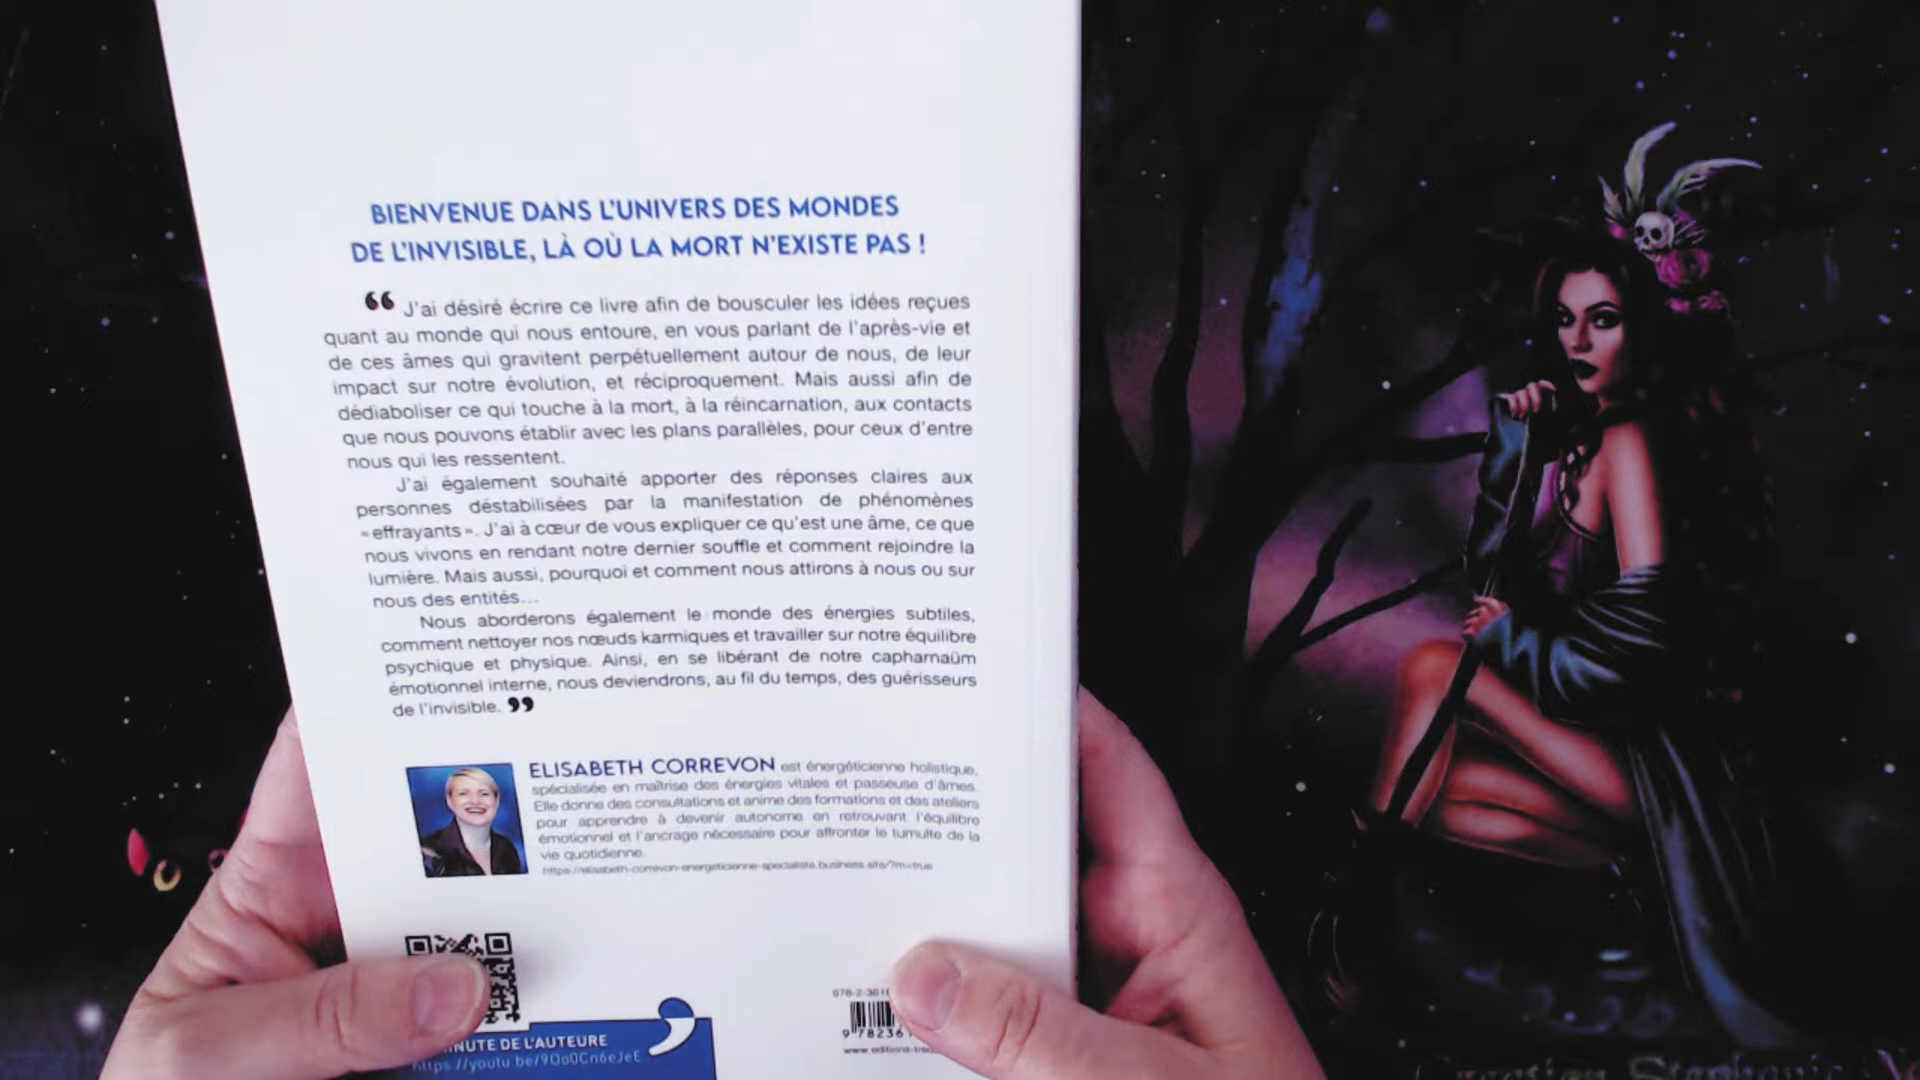 BIENVENUE DANS L'UNIVERS DES MONDES
DE L'INVISIBLE, LÀ OÙ LA MORT N'EXISTE PAS !
“ J'ai désiré écrire ce livre afin de bousculer les idées reçues
quant au monde qui nous entoure, en vous parlant de l'après-vie et
de ces âmes qui gravitent perpétuellement autour de nous, de leur
impact sur notre évolution, et réciproquement. Mais aussi afin de
dédiaboliser ce qui touche à la mort, à la réincarnation, aux contacts
que nous pouvons établir avec les plans parallèles, pour ceux d'entre
nous qui les ressentent.
J'ai également souhaité apporter des réponses claires aux
personnes déstabilisées par la manifestation de phénomènes
« effrayants ». J'ai à cœur de vous expliquer ce qu'est une âme, ce que
nous vivons en rendant notre dernier souffle et comment rejoindre la
lumière. Mais aussi, pourquoi et comment nous attirons à nous ou sur
nous des entités…
Nous aborderons également le monde des énergies subtiles,
comment nettoyer nos nœuds karmiques et travailler sur notre équilibre
psychique et physique. Ainsi, en se libérant de notre capharnaüm
émotionnel interne, nous deviendrons, au fil du temps, des guérisseurs
de l'invisible. ”
ELISABETH CORREVON est énergéticienne holistique,
spécialisée en maîtrise des énergies vitales et passeuse d'âmes.
Elle donne des consultations et anime des formations et des ateliers
pour apprendre à devenir autonome en retrouvant l'équilibre
émotionnel et l'ancrage nécessaire pour affronter le tumulte de la
vie quotidienne.
https://elisabeth-correvon-energeticienne-specialiste.business.site/?m=true
978-2-361
9 78236
www.editions-
NUTE DE L'AUTEURE
https://youtu.be/9Oo0Cn6eJeE